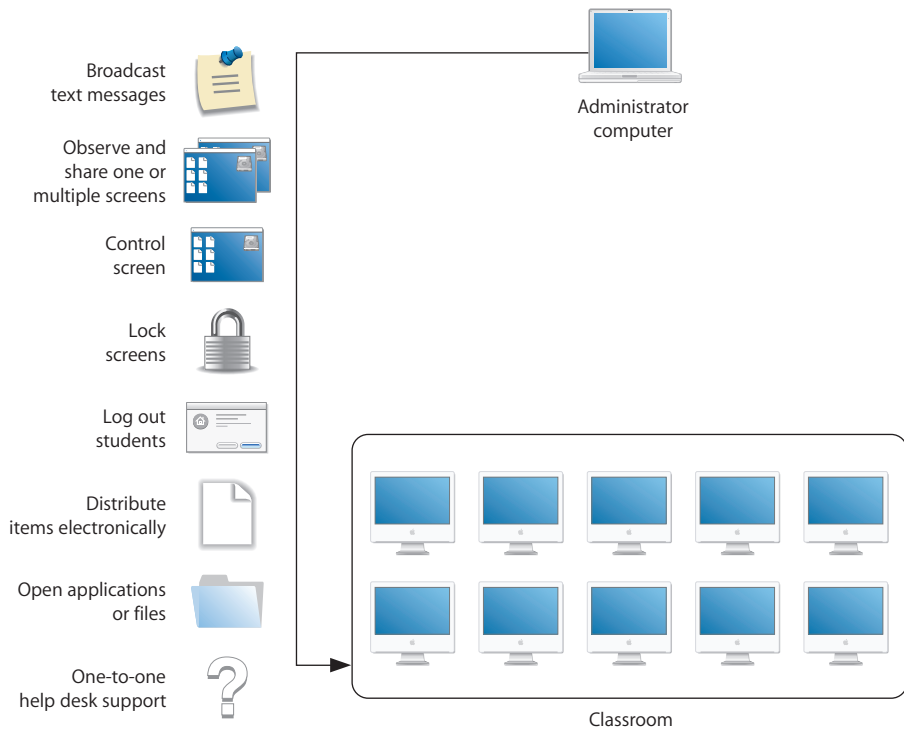 Broadcast
text messages
Observe and
share one or
multiple screens
Control
screen
Lock
screens
Log out
students
Distribute
items electronically
Open applications
or files
One-to-one
help desk support
Administrator
computer
Classroom